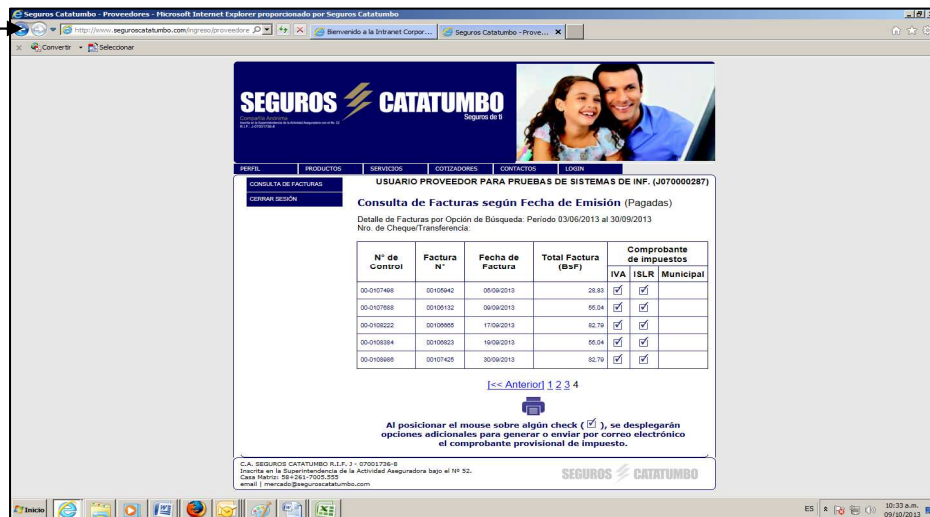 Seguros Catatumbo - Proveedores - Microsoft Internet Explorer proporcionado por Seguros Catatumbo
http://www.seguroscatatumbo.com/ingreso/proveedore
Bienvenido a la Intranet Corpor...
Seguros Catatumbo - Prove...
Convertir
Seleccionar
SEGUROS CATATUMBO
Compañía Anónima
Seguros de ti
PERFIL PRODUCTOS SERVICIOS COTIZADORES CONTACTOS LOGIN
CONSULTA DE FACTURAS
CERRAR SESIÓN
USUARIO PROVEEDOR PARA PRUEBAS DE SISTEMAS DE INF. (J070000287)
Consulta de Facturas según Fecha de Emisión (Pagadas)
Detalle de Facturas por Opción de Búsqueda: Período 03/06/2013 al 30/09/2013
Nro. de Cheque/Transferencia:
N° de Control Factura N° Fecha de Factura Total Factura (BsF) Comprobante de impuestos
IVA ISLR Municipal
00-0107498 00105942 05/09/2013 28,83
00-0107688 00106132 09/09/2013 56,04
00-0108222 00106666 17/09/2013 82,79
00-0108384 00106823 19/09/2013 56,04
00-0108986 00107425 30/09/2013 82,79
[<< Anterior] 1 2 3 4
Al posicionar el mouse sobre algún check ( ), se desplegarán
opciones adicionales para generar o enviar por correo electrónico
el comprobante provisional de impuesto.
C.A. SEGUROS CATATUMBO R.I.F. J - 07001736-8
Inscrita en la Superintendencia de la Actividad Aseguradora bajo el Nº 52.
Casa Matriz: 58+261-7005.555
email | mercado@seguroscatatumbo.com
SEGUROS CATATUMBO
Inicio
ES
10:33 a.m.
09/10/2013